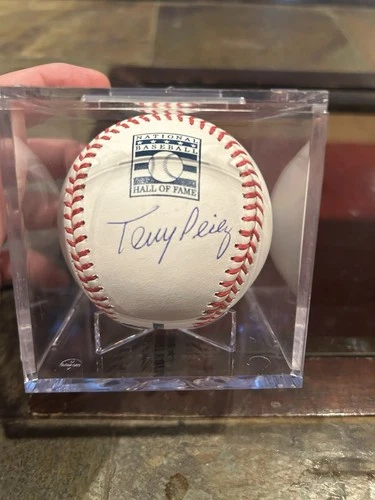 NATIONAL
BASEBALL
HALL OF FAME
Tony Perez